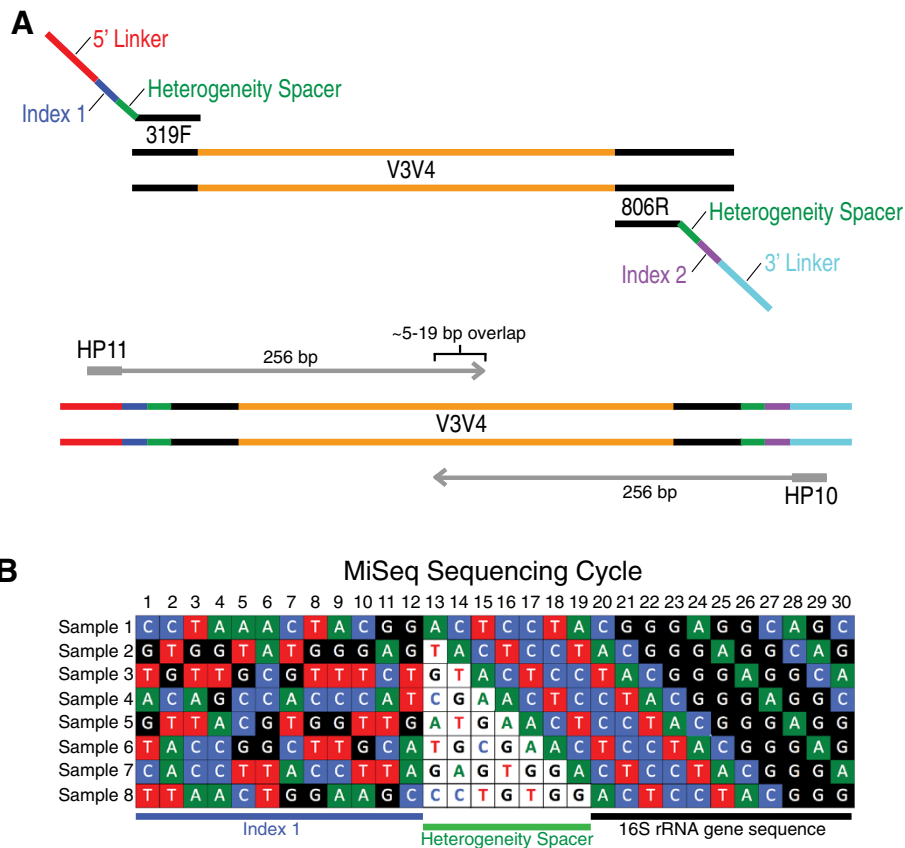 A
5' Linker
Heterogeneity Spacer
Index 1
319F
V3V4
806R
Heterogeneity Spacer
Index 2
3' Linker
~5-19 bp overlap
HP11
256 bp
V3V4
256 bp
HP10
B
MiSeq Sequencing Cycle
1 2 3 4 5 6 7 8 9 10 11 12 13 14 15 16 17 18 19 20 21 22 23 24 25 26 27 28 29 30
Sample 1 C C T A A A C T A C G G A C T C C T A C G G G A G G C A G C
Sample 2 G T G G T A T G G G A G T A C T C C T A C G G G A G G C A G
Sample 3 T G T T G C G T T T C T G T A C T C C T A C G G G A G G C A
Sample 4 A C A G C C A C C C A T C G A A C T C C T A C G G G A G G C
Sample 5 G T T A C G T G G T T G A T G A A C T C C T A C G G G A G G
Sample 6 T A C C G G C T T G C A T G C G A A C T C C T A C G G G A G
Sample 7 C A C C T T A C C T T A G A G T G G A C T C C T A C G G G A
Sample 8 T T A A C T G G A A G C C C T G T G G A C T C C T A C G G G
Index 1
Heterogeneity Spacer
16S rRNA gene sequence